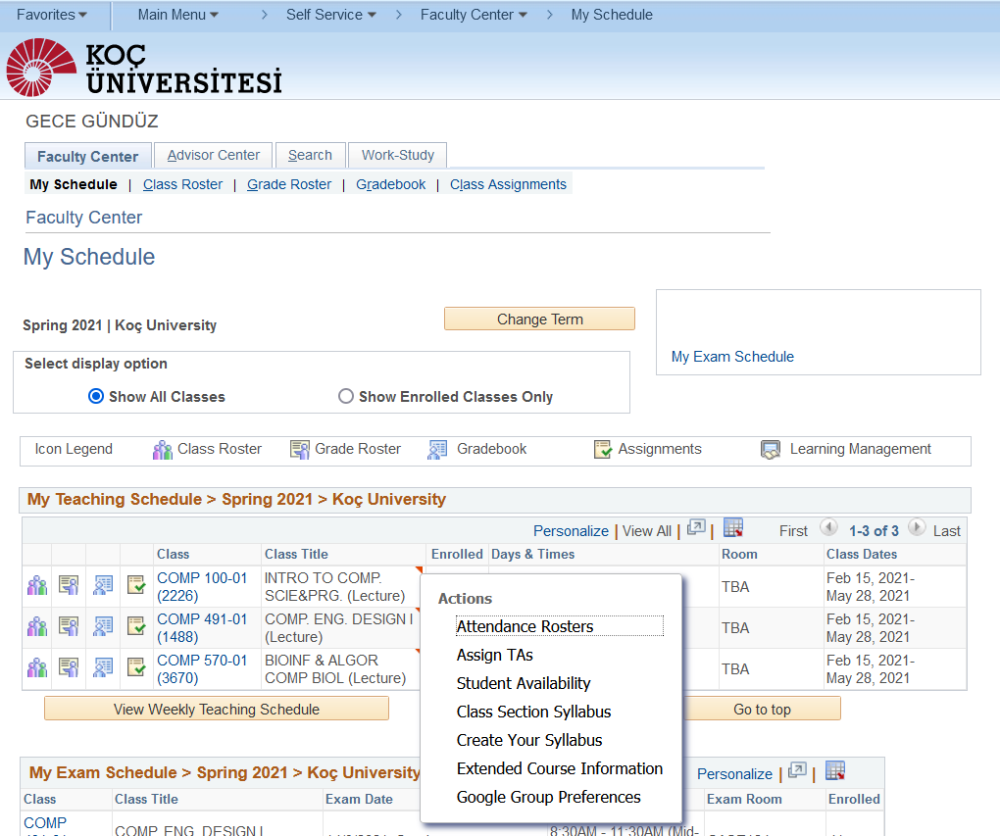 Favorites Main Menu > Self Service > Faculty Center > My Schedule
KOÇ
ÜNİVERSİTESİ
GECE GÜNDÜZ
Faculty Center Advisor Center Search Work-Study
My Schedule | Class Roster | Grade Roster | Gradebook | Class Assignments
Faculty Center
My Schedule
Spring 2021 | Koç University
Change Term
My Exam Schedule
Select display option
Show All Classes Show Enrolled Classes Only
Icon Legend Class Roster Grade Roster Gradebook Assignments Learning Management
My Teaching Schedule > Spring 2021 > Koç University
Personalize | View All | | First 1-3 of 3 Last
Class Class Title Enrolled Days & Times Room Class Dates
COMP 100-01 INTRO TO COMP. TBA Feb 15, 2021-
(2226) SCIE&PRG. (Lecture) May 28, 2021
COMP 491-01 COMP. ENG. DESIGN I TBA Feb 15, 2021-
(1488) (Lecture) May 28, 2021
COMP 570-01 BIOINF & ALGOR TBA Feb 15, 2021-
(3670) COMP BIOL (Lecture) May 28, 2021
Actions
Attendance Rosters
Assign TAs
Student Availability
Class Section Syllabus
Create Your Syllabus
Extended Course Information
Google Group Preferences
View Weekly Teaching Schedule Go to top
My Exam Schedule > Spring 2021 > Koç University Personalize | |
Class Class Title Exam Date Exam Room Enrolled
COMP COMP. ENG. DESIGN I 8:30AM - 11:30AM (Mid-